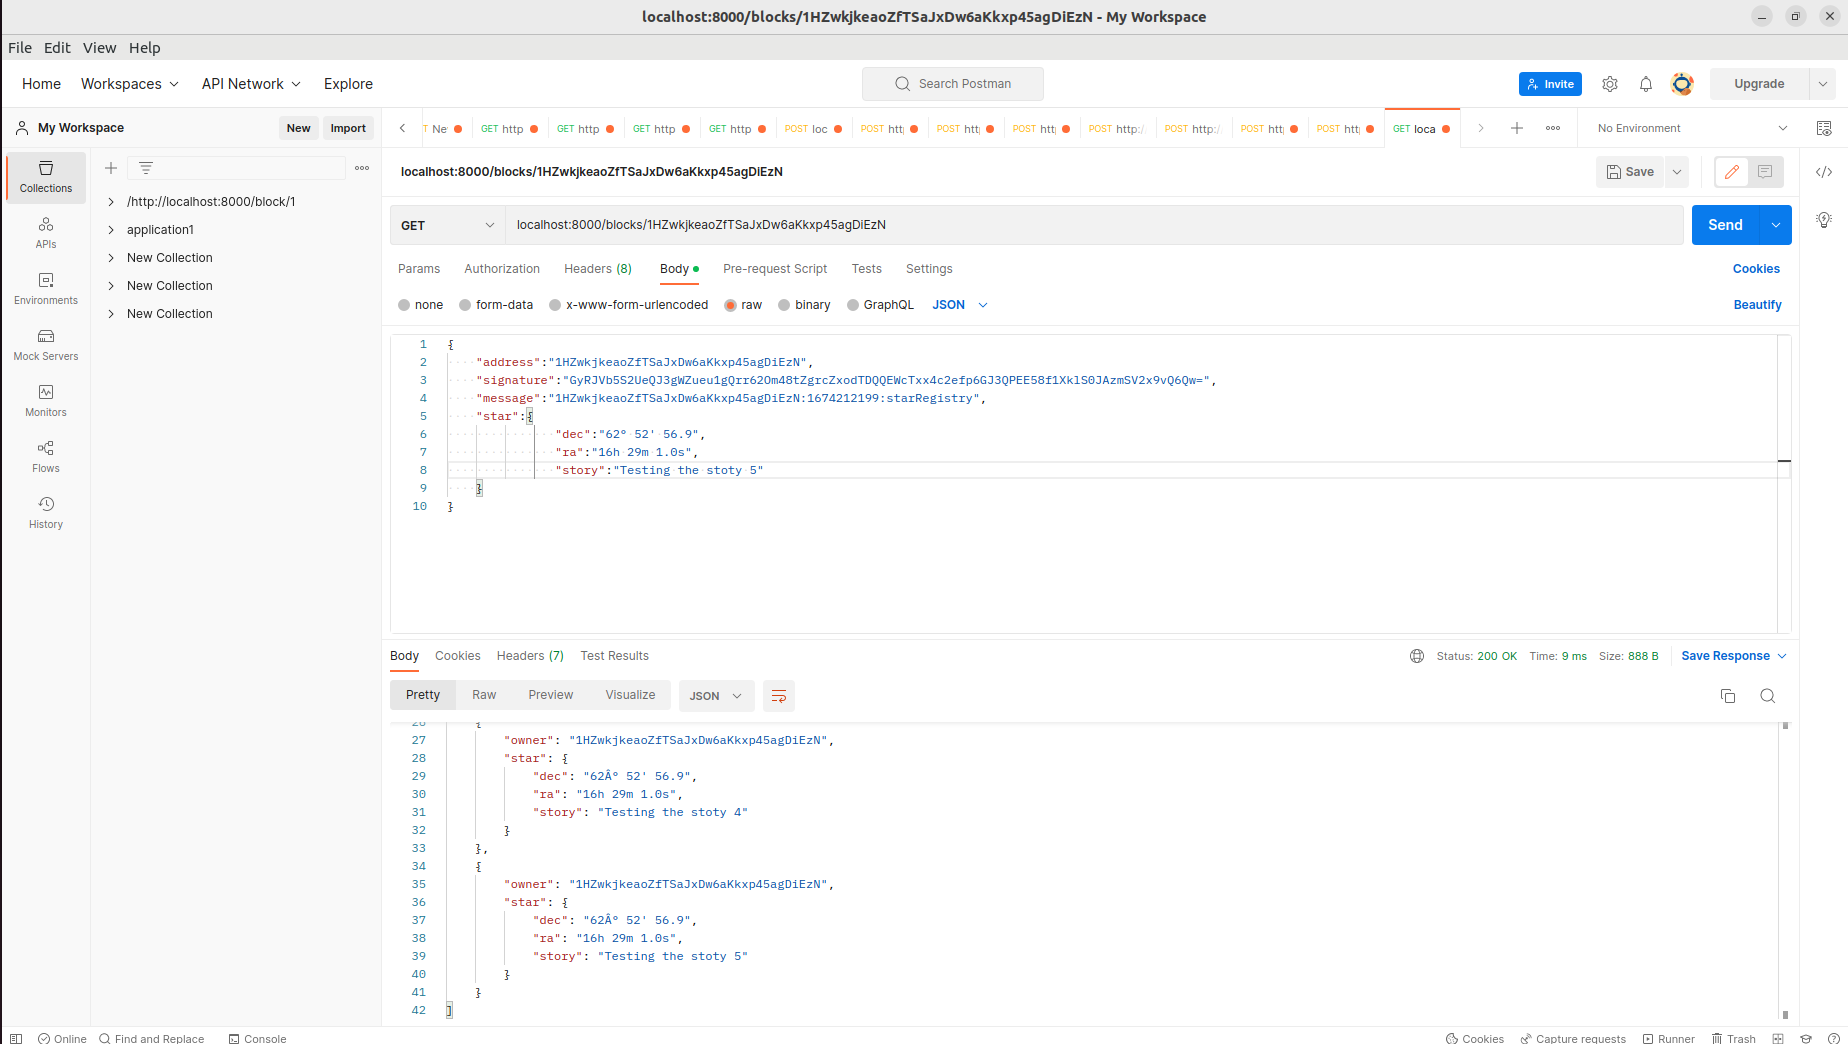 localhost:8000/blocks/1HZwkjkeaoZfTSaJxDw6aKkxp45agDiEzN - My Workspace
File Edit View Help
Home Workspaces API Network Explore Search Postman Invite Upgrade
My Workspace New Import
Ne GET http GET http GET http GET http POST loc POST htt POST htt POST htt POST http:/ POST http:/ POST htt POST htt GET loca No Environment
Collections
APIs
Environments
Mock Servers
Monitors
Flows
History
/http://localhost:8000/block/1
application1
New Collection
New Collection
New Collection
localhost:8000/blocks/1HZwkjkeaoZfTSaJxDw6aKkxp45agDiEzN Save
GET localhost:8000/blocks/1HZwkjkeaoZfTSaJxDw6aKkxp45agDiEzN Send
Params Authorization Headers (8) Body Pre-request Script Tests Settings Cookies
none form-data x-www-form-urlencoded raw binary GraphQL JSON Beautify
1 {
2 "address":"1HZwkjkeaoZfTSaJxDw6aKkxp45agDiEzN",
3 "signature":"GyRJVb5S2UeQJ3gWZueu1gQrr62Om48tZgrcZxodTDQQEWcTxx4c2efp6GJ3QPEE58f1XklS0JAzmSV2x9vQ6Qw=",
4 "message":"1HZwkjkeaoZfTSaJxDw6aKkxp45agDiEzN:1674212199:starRegistry",
5 "star":{
6 "dec":"62° 52' 56.9",
7 "ra":"16h 29m 1.0s",
8 "story":"Testing the stoty 5"
9 }
10 }
Body Cookies Headers (7) Test Results Status: 200 OK Time: 9 ms Size: 888 B Save Response
Pretty Raw Preview Visualize JSON
26 {
27 "owner": "1HZwkjkeaoZfTSaJxDw6aKkxp45agDiEzN",
28 "star": {
29 "dec": "62Â° 52' 56.9",
30 "ra": "16h 29m 1.0s",
31 "story": "Testing the stoty 4"
32 }
33 },
34 {
35 "owner": "1HZwkjkeaoZfTSaJxDw6aKkxp45agDiEzN",
36 "star": {
37 "dec": "62Â° 52' 56.9",
38 "ra": "16h 29m 1.0s",
39 "story": "Testing the stoty 5"
40 }
41 }
42 ]
Online Find and Replace Console Cookies Capture requests Runner Trash